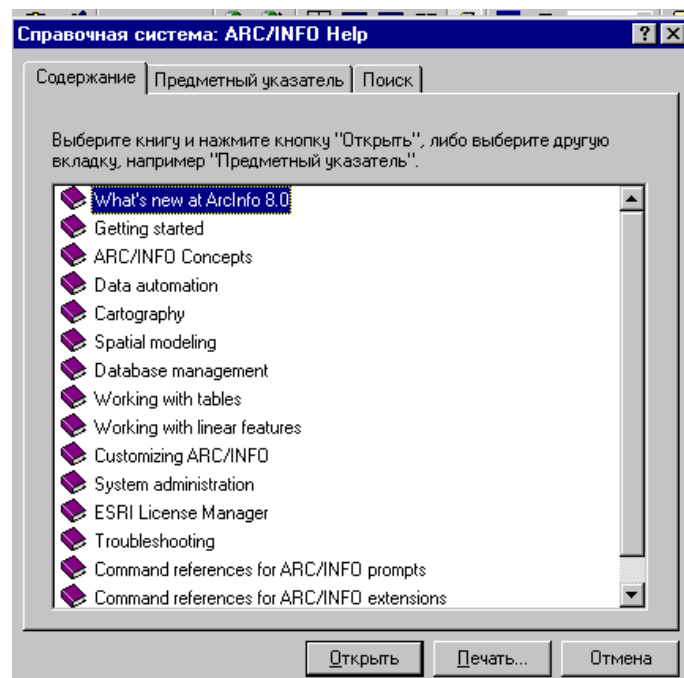 Справочная система: ARC/INFO Help
Содержание Предметный указатель Поиск
Выберите книгу и нажмите кнопку "Открыть", либо выберите другую
вкладку, например "Предметный указатель".
What's new at ArcInfo 8.0
Getting started
ARC/INFO Concepts
Data automation
Cartography
Spatial modeling
Database management
Working with tables
Working with linear features
Customizing ARC/INFO
System administration
ESRI License Manager
Troubleshooting
Command references for ARC/INFO prompts
Command references for ARC/INFO extensions
Открыть Печать... Отмена